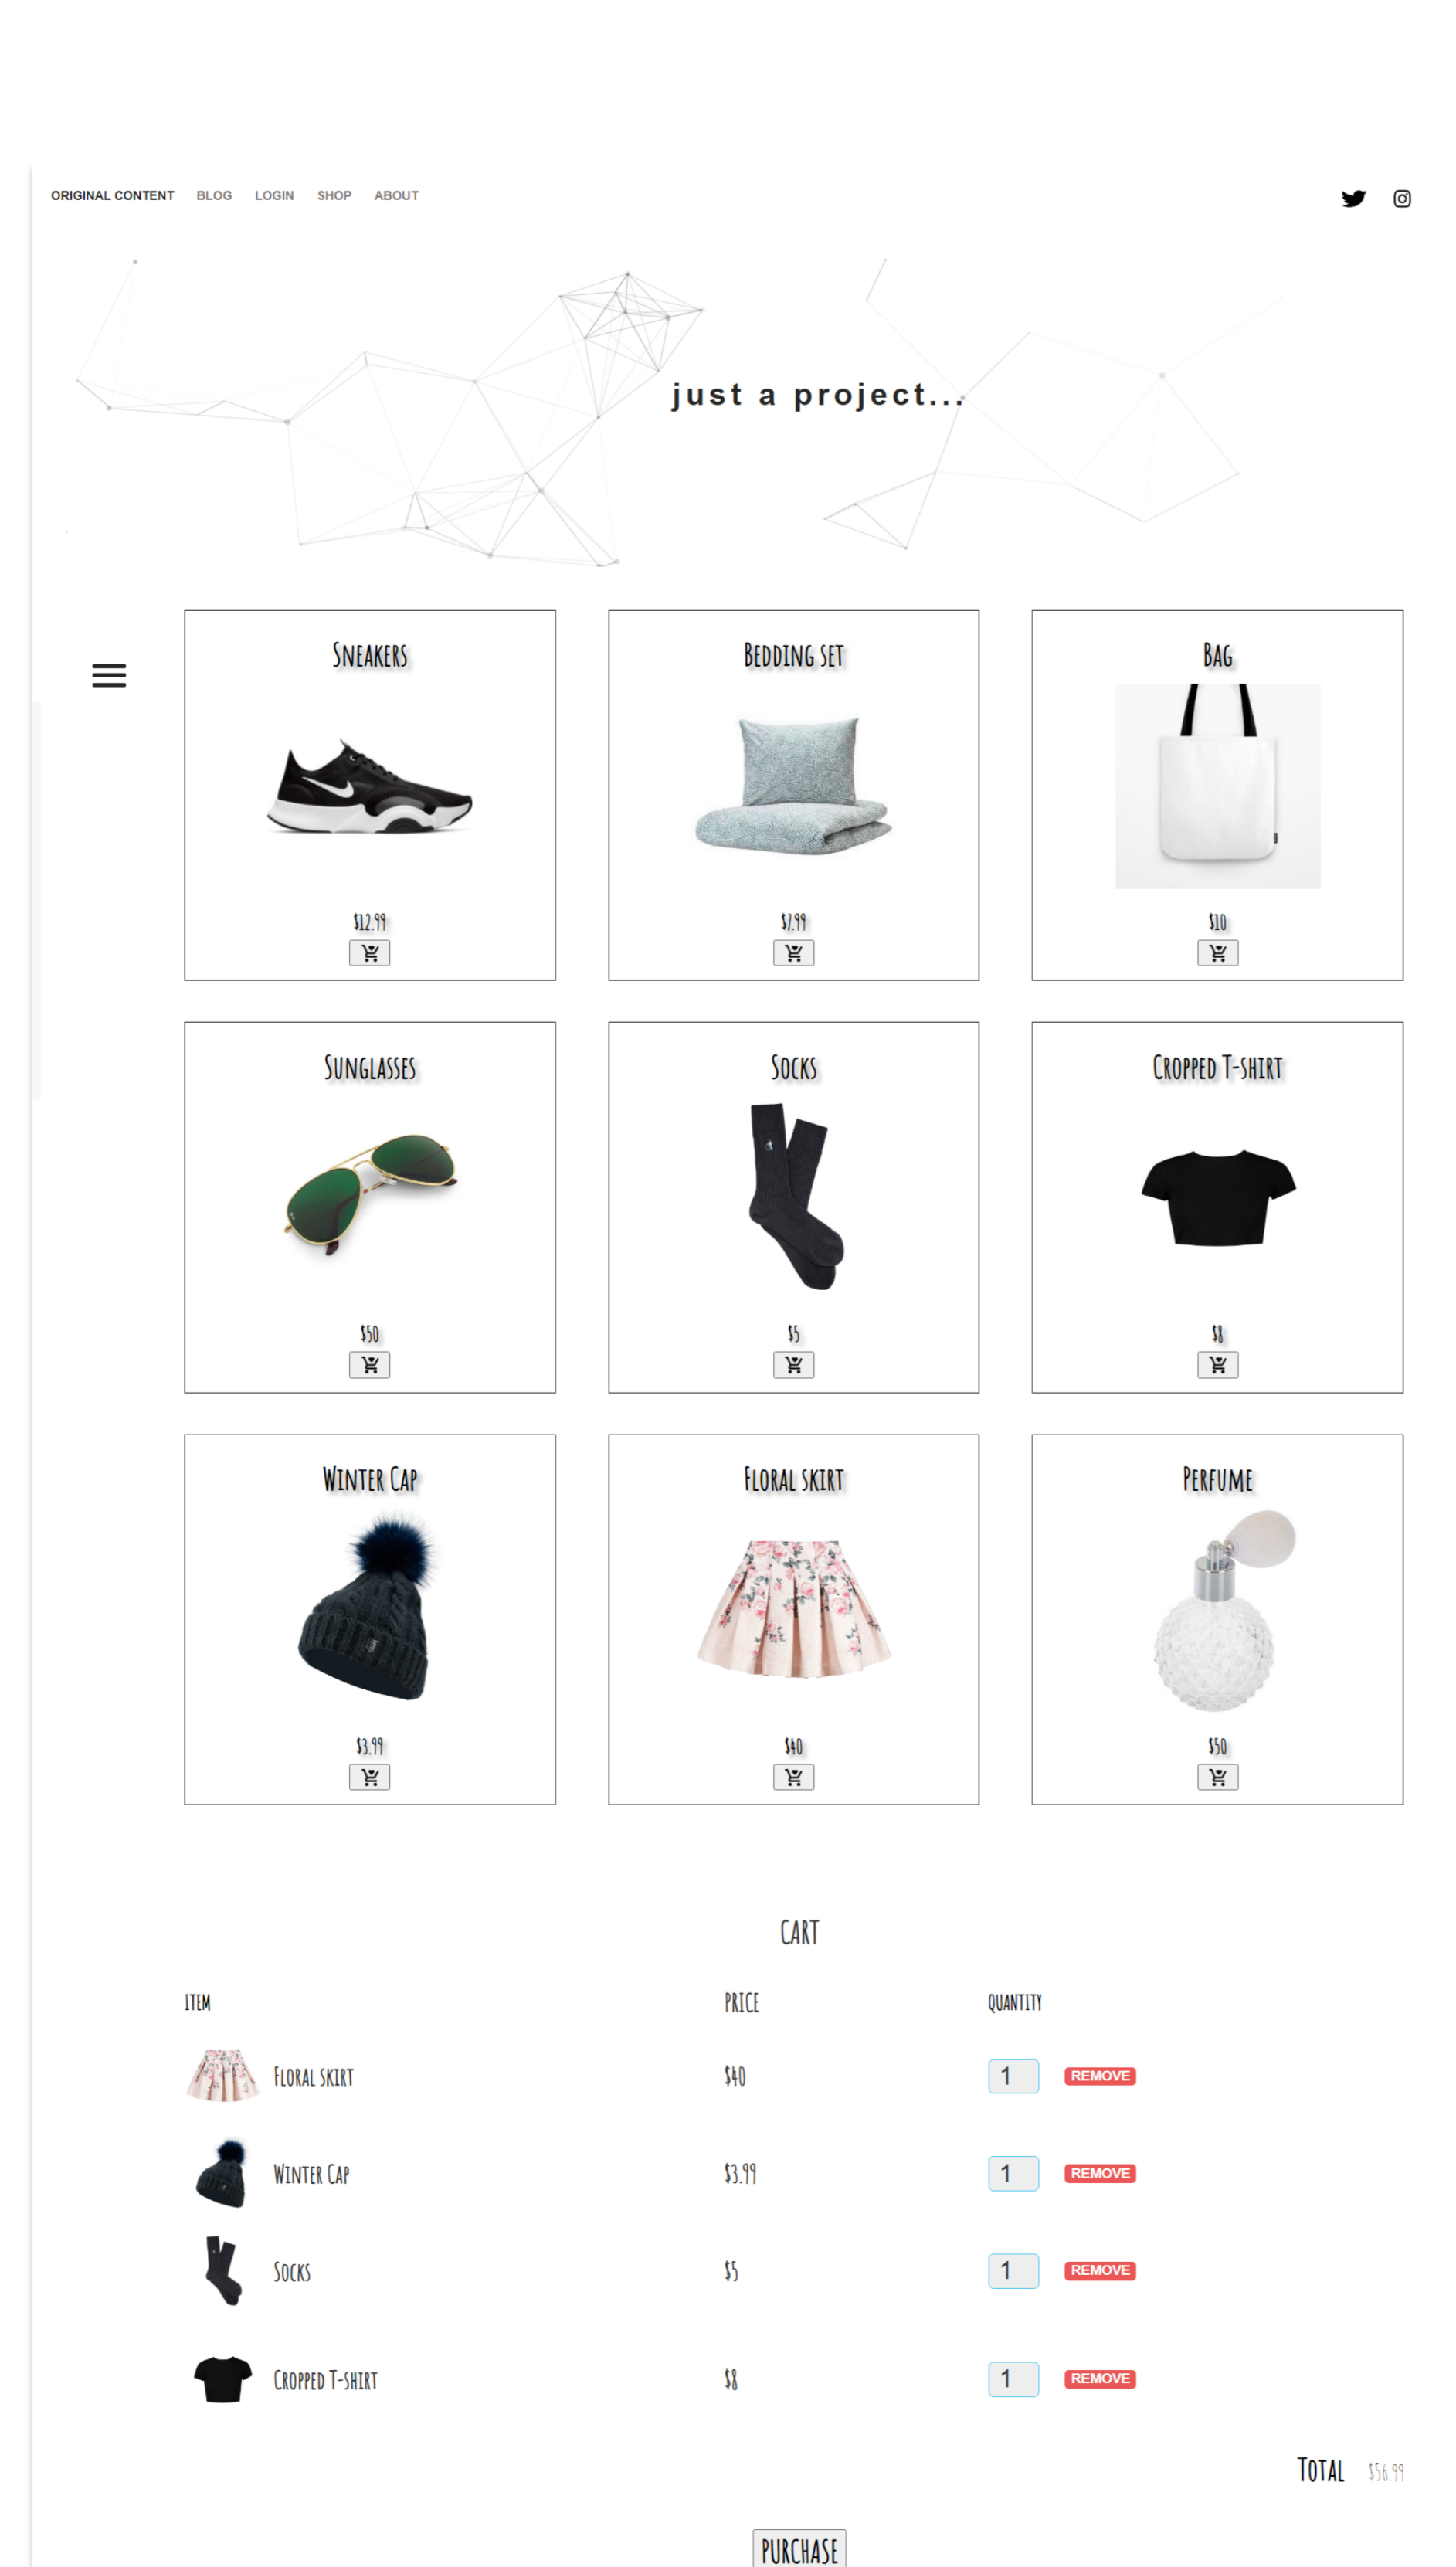 ORIGINAL CONTENT BLOG LOGIN SHOP ABOUT
just a project...
Sneakers Bedding set Bag
$12.99 $7.99 $10
Sunglasses Socks Cropped T-shirt
$50 $5 $8
Winter Cap Floral skirt Perfume
$3.99 $40 $50
CART
ITEM PRICE QUANTITY
Floral skirt $40 1 REMOVE
Winter Cap $3.99 1 REMOVE
Socks $5 1 REMOVE
Cropped T-shirt $8 1 REMOVE
Total $56.99
PURCHASE